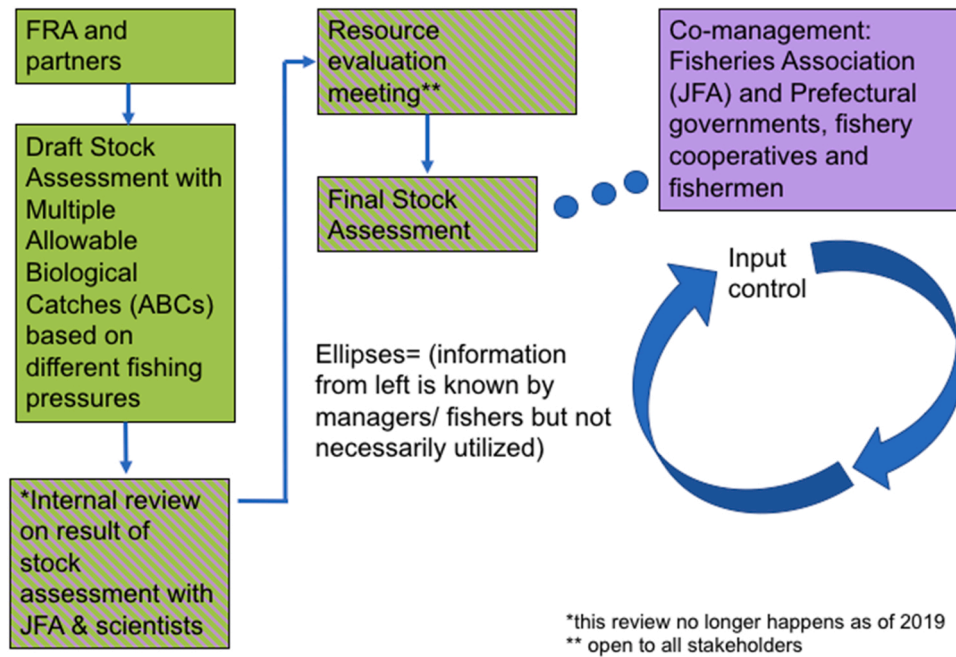 FRA and
partners
Draft Stock
Assessment with
Multiple
Allowable
Biological
Catches (ABCs)
based on
different fishing
pressures
*Internal review
on result of
stock
assessment with
JFA & scientists
Resource
evaluation
meeting**
Final Stock
Assessment
Co-management:
Fisheries Association
(JFA) and Prefectural
governments, fishery
cooperatives and
fishermen
Input
control
Ellipses= (information
from left is known by
managers/ fishers but not
necessarily utilized)
*this review no longer happens as of 2019
** open to all stakeholders